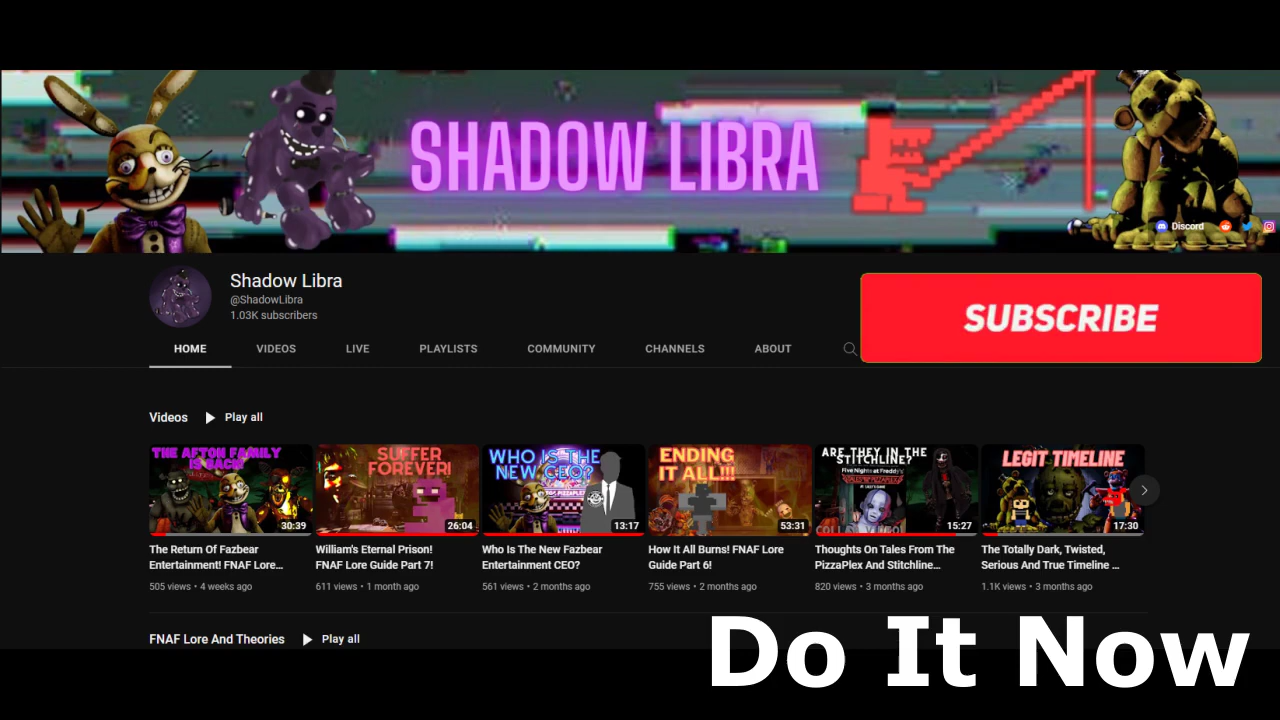 SHADOW LIBRA
Discord
Shadow Libra
@ShadowLibra
1.03K subscribers
SUBSCRIBE
HOME VIDEOS LIVE PLAYLISTS COMMUNITY CHANNELS ABOUT
Videos Play all
THE AFTON FAMILY
IS BACK!
30:39
SUFFER
FOREVER!
26:04
WHO IS THE
NEW CEO?
13:17
ENDING
IT ALL!!!
53:31
ARE THEY IN THE
STITCHLINE?
Five Nights at Freddy's
15:27
LEGIT TIMELINE
17:30
The Return Of Fazbear
Entertainment! FNAF Lore...
505 views • 4 weeks ago
William's Eternal Prison!
FNAF Lore Guide Part 7!
611 views • 1 month ago
Who Is The New Fazbear
Entertainment CEO?
561 views • 2 months ago
How It All Burns! FNAF Lore
Guide Part 6!
755 views • 2 months ago
Thoughts On Tales From The
PizzaPlex And Stitchline...
820 views • 3 months ago
The Totally Dark, Twisted,
Serious And True Timeline ...
1.1K views • 3 months ago
FNAF Lore And Theories Play all
Do It Now